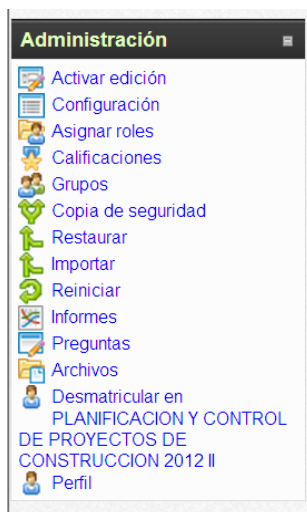 Administración
Activar edición
Configuración
Asignar roles
Calificaciones
Grupos
Copia de seguridad
Restaurar
Importar
Reiniciar
Informes
Preguntas
Archivos
Desmatricular en
PLANIFICACION Y CONTROL
DE PROYECTOS DE
CONSTRUCCION 2012 II
Perfil